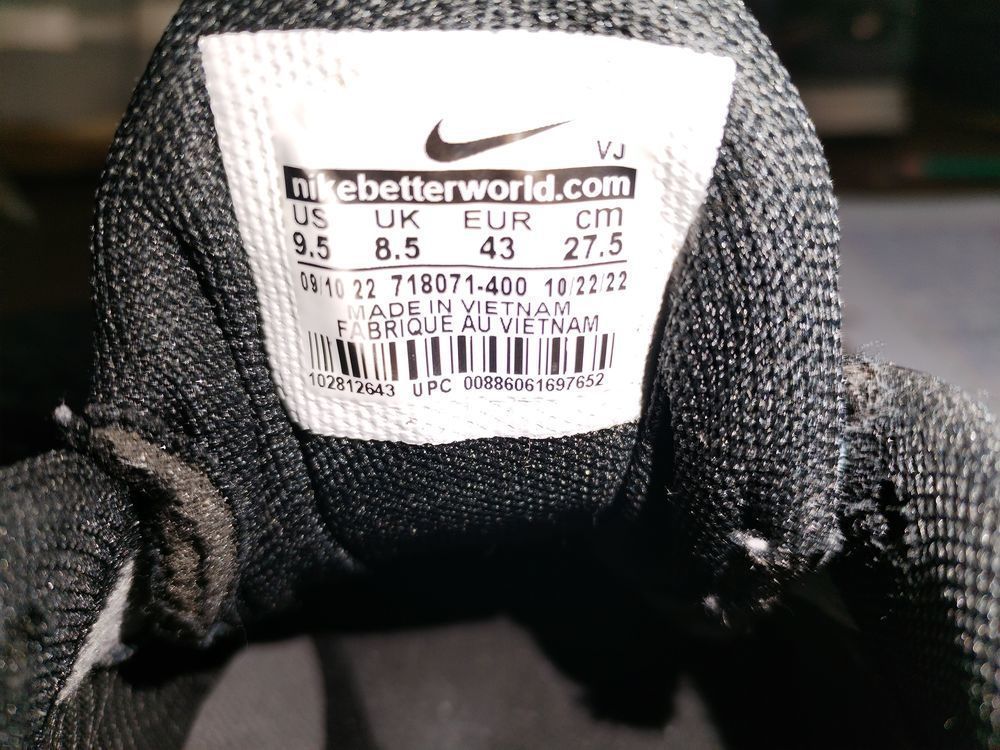 VJ
nikebetterworld.com
US UK EUR cm
9.5 8.5 43 27.5
09/10 22 718071-400 10/22/22
MADE IN VIETNAM
FABRIQUE AU VIETNAM
102812643 UPC 00886061697652